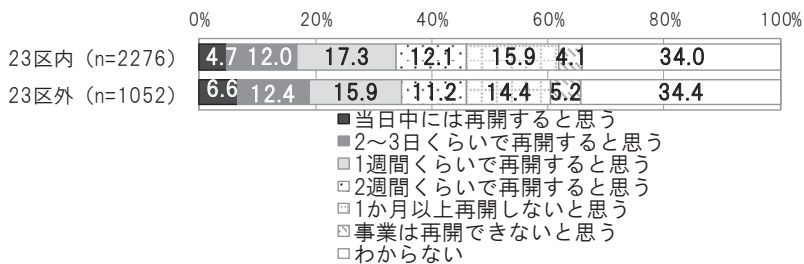 0% 20% 40% 60% 80% 100%
23区内 (n=2276) 4.7 12.0 17.3 12.1 15.9 4.1 34.0
23区外 (n=1052) 6.6 12.4 15.9 11.2 14.4 5.2 34.4
当日中には再開すると思う
2～3日くらいで再開すると思う
1週間くらいで再開すると思う
2週間くらいで再開すると思う
1か月以上再開しないと思う
事業は再開できないと思う
わからない